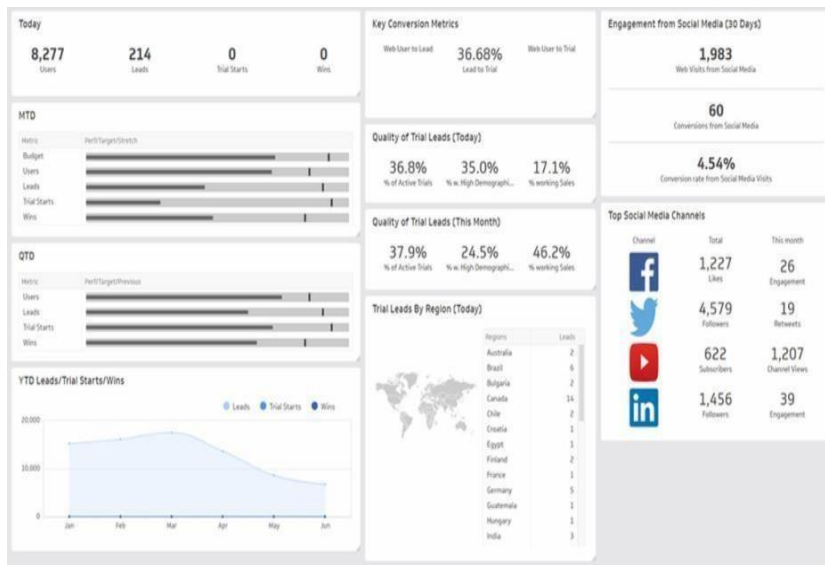 Today
8,277
Users
214
Leads
0
Trial Starts
0
Wins
MTD
Metric Perf/Target/Stretch
Budget
Users
Leads
Trial Starts
Wins
QTD
Metric Perf/Target/Previous
Users
Leads
Trial Starts
Wins
YTD Leads/Trial Starts/Wins
Leads Trial Starts Wins
20,000
10,000
0
Jan Feb Mar Apr May Jun
Key Conversion Metrics
Web User to Lead
36.68%
Lead to Trial
Web User to Trial
Quality of Trial Leads (Today)
36.8%
% of Active Trials
35.0%
% w. High Demographi...
17.1%
% working Sales
Quality of Trial Leads (This Month)
37.9%
% of Active Trials
24.5%
% w. High Demographi...
46.2%
% working Sales
Trial Leads By Region (Today)
Regions Leads
Australia 2
Brazil 6
Bulgaria 2
Canada 14
Chile 2
Croatia 1
Egypt 1
Finland 2
France 1
Germany 5
Guatemala 1
Hungary 1
India 3
Engagement from Social Media (30 Days)
1,983
Web Visits from Social Media
60
Conversions from Social Media
4.54%
Conversion rate from Social Media Visits
Top Social Media Channels
Channel Total This month
f
1,227
Likes
26
Engagement
4,579
Followers
19
Retweets
622
Subscribers
1,207
Channel Views
in
1,456
Followers
39
Engagement